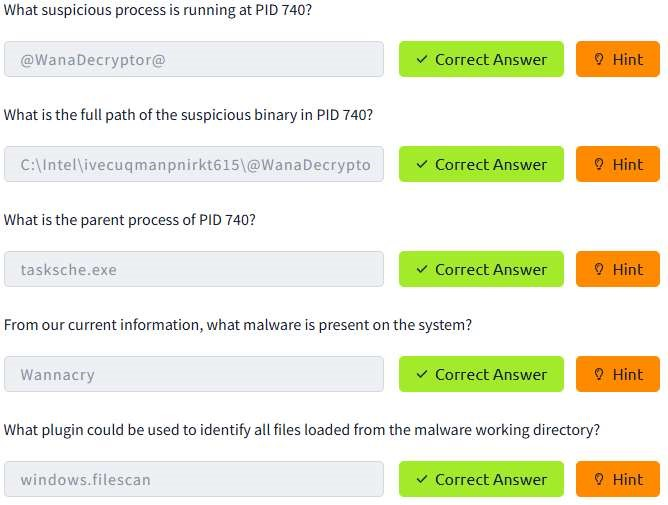 What suspicious process is running at PID 740?
@WanaDecryptor@ Correct Answer Hint
What is the full path of the suspicious binary in PID 740?
C:\Intel\ivecuqmanpnirkt615\@WanaDecrypto Correct Answer Hint
What is the parent process of PID 740?
tasksche.exe Correct Answer Hint
From our current information, what malware is present on the system?
Wannacry Correct Answer Hint
What plugin could be used to identify all files loaded from the malware working directory?
windows.filescan Correct Answer Hint